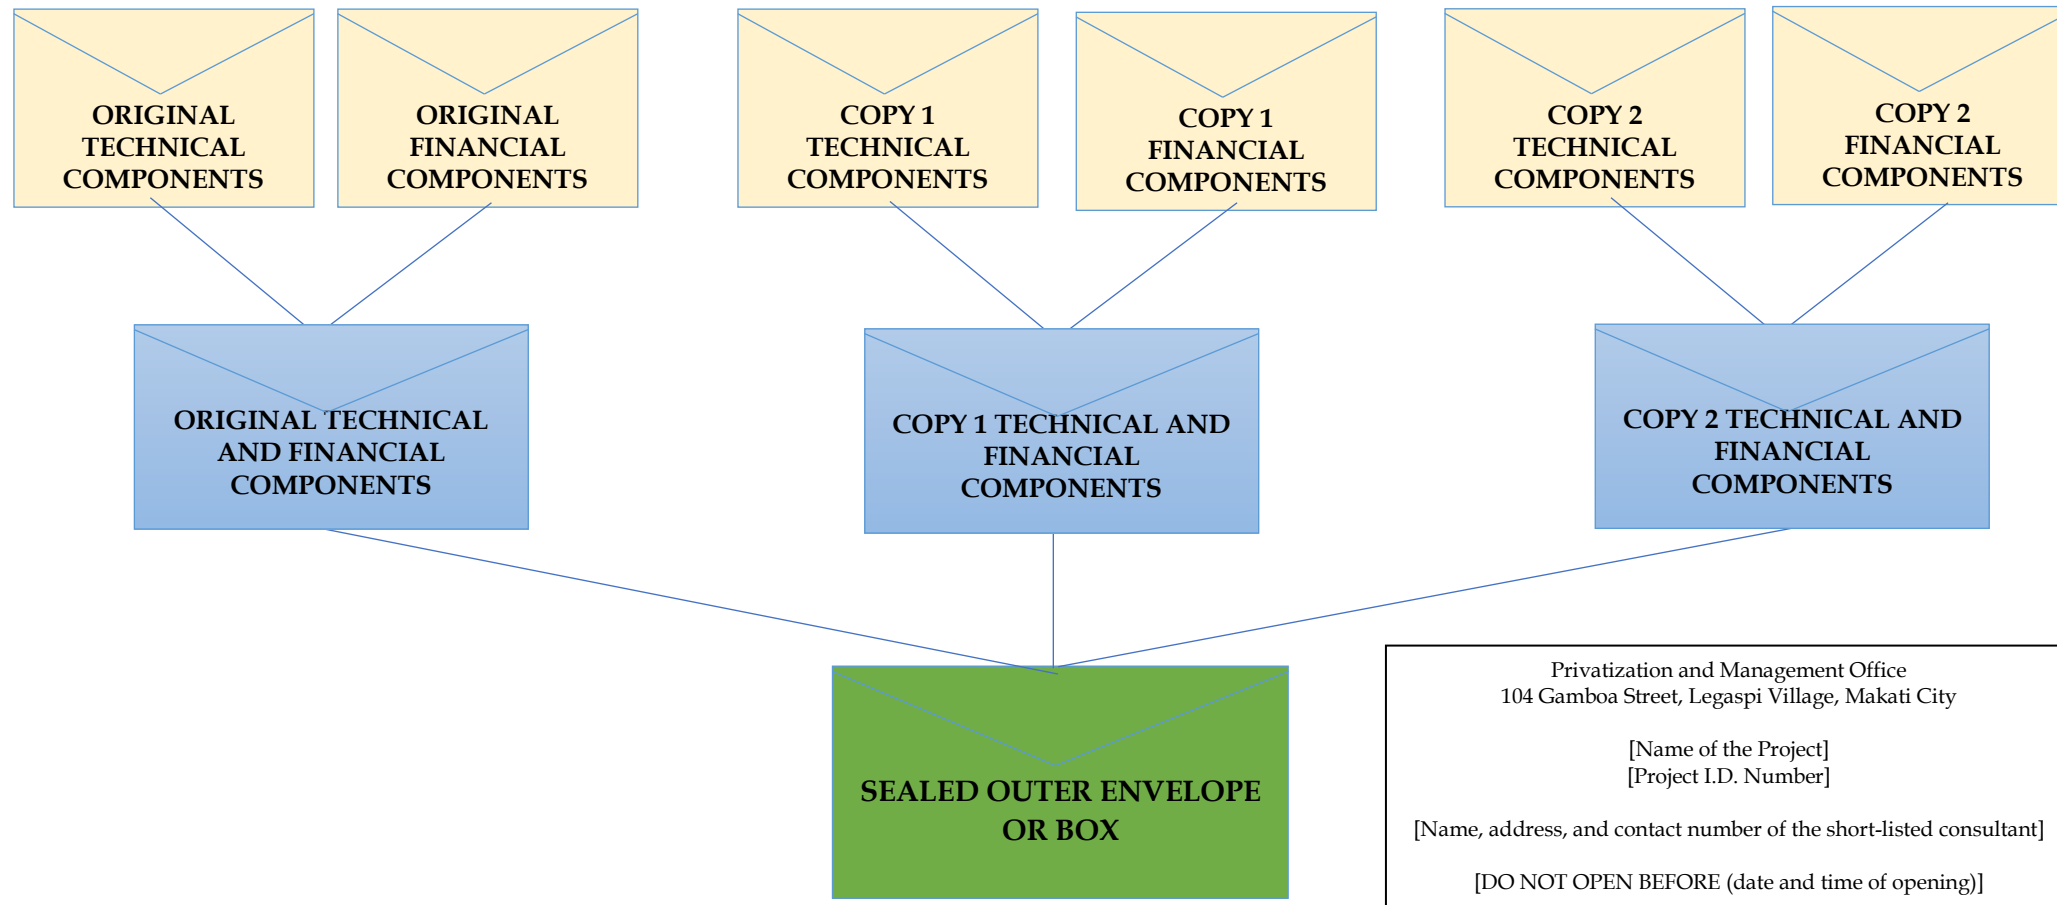 ORIGINAL
TECHNICAL
COMPONENTS
ORIGINAL
FINANCIAL
COMPONENTS
COPY 1
TECHNICAL
COMPONENTS
COPY 1
FINANCIAL
COMPONENTS
COPY 2
TECHNICAL
COMPONENTS
COPY 2
FINANCIAL
COMPONENTS
ORIGINAL TECHNICAL
AND FINANCIAL
COMPONENTS
COPY 1 TECHNICAL AND
FINANCIAL
COMPONENTS
COPY 2 TECHNICAL AND
FINANCIAL
COMPONENTS
SEALED OUTER ENVELOPE
OR BOX
Privatization and Management Office
104 Gamboa Street, Legaspi Village, Makati City
[Name of the Project]
[Project I.D. Number]
[Name, address, and contact number of the short-listed consultant]
[DO NOT OPEN BEFORE (date and time of opening)]